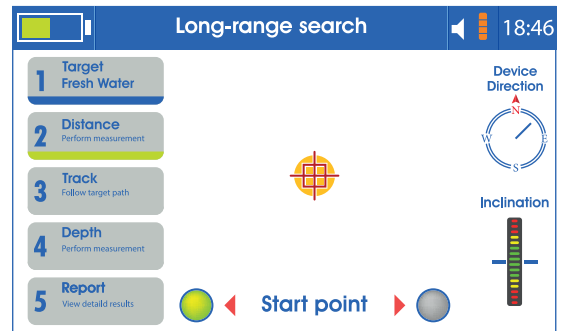 Long-range search
18:46
1
Target
Fresh Water
2
Distance
Perform measurement
3
Track
Follow target path
4
Depth
Perform measurement
5
Report
View detaild results
Device
Direction
N
W
E
S
Inclination
Start point